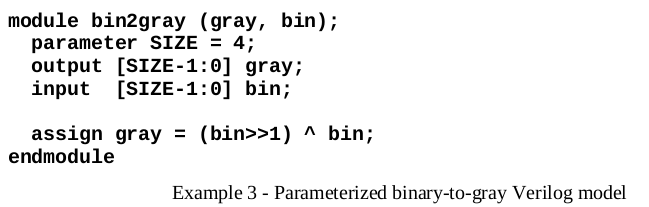 module bin2gray (gray, bin);
  parameter SIZE = 4;
  output [SIZE-1:0] gray;
  input  [SIZE-1:0] bin;

  assign gray = (bin>>1) ^ bin;
endmodule
Example 3 - Parameterized binary-to-gray Verilog model